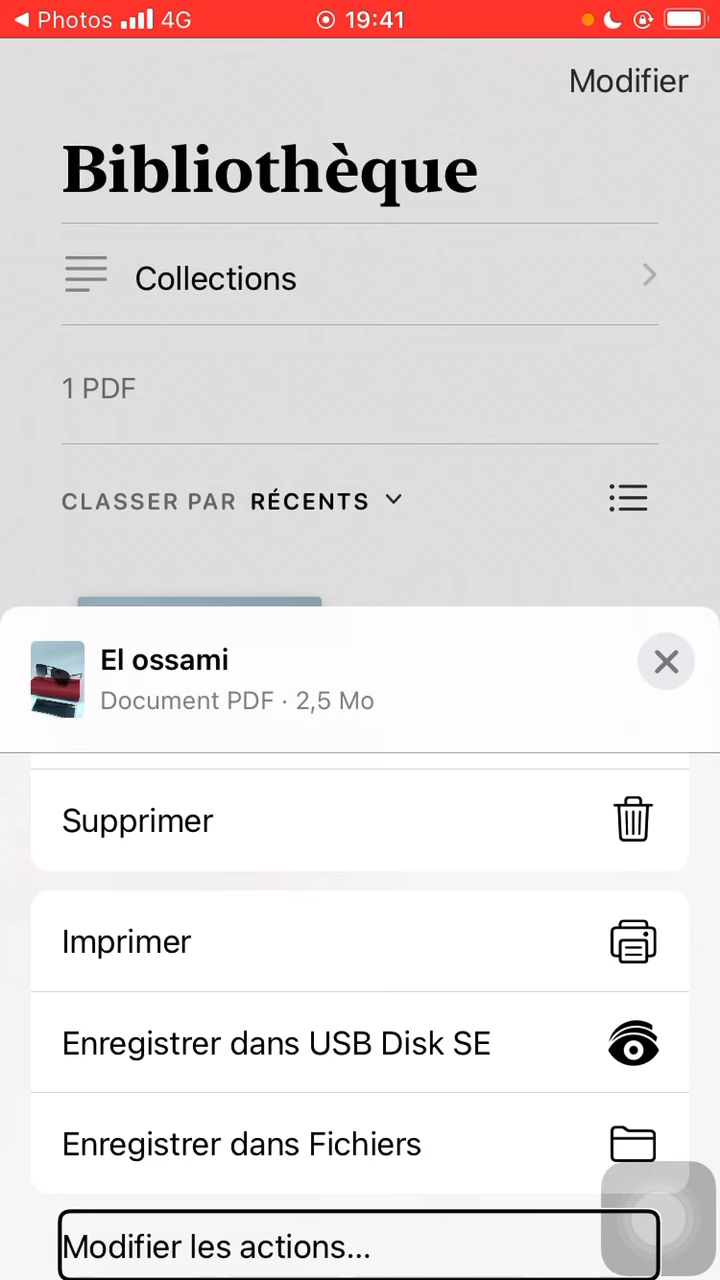 Photos 4G 19:41
Modifier
Bibliothèque
Collections
1 PDF
CLASSER PAR RÉCENTS
El ossami
Document PDF · 2,5 Mo
Supprimer
Imprimer
Enregistrer dans USB Disk SE
Enregistrer dans Fichiers
Modifier les actions...